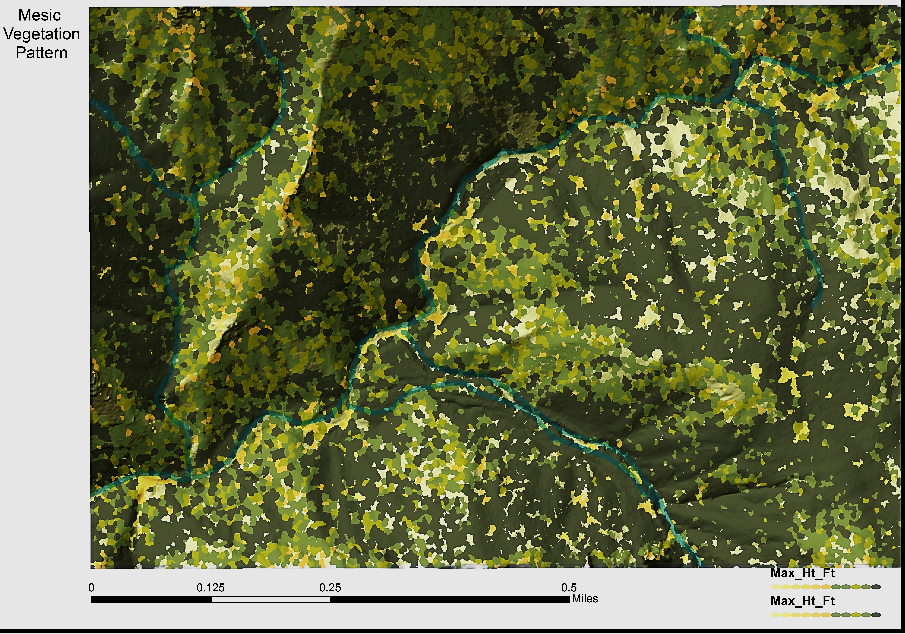 Mesic
Vegetation
Pattern
0 0.125 0.25 0.5
Miles
Max_Ht_Ft
Max_Ht_Ft